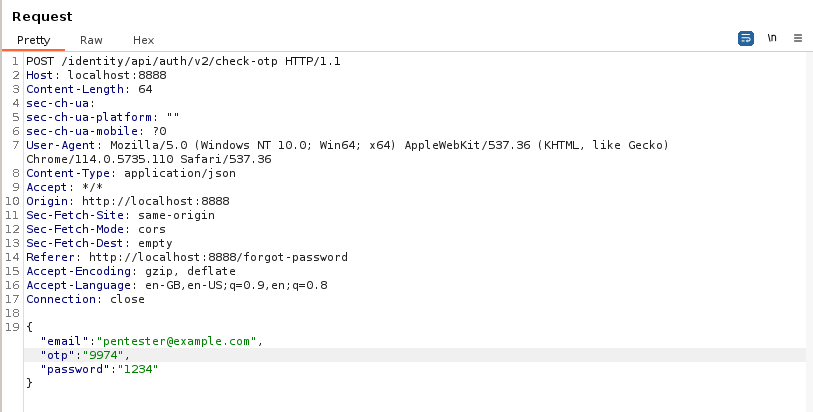 Request
Pretty Raw Hex \n
1 POST /identity/api/auth/v2/check-otp HTTP/1.1
2 Host: localhost:8888
3 Content-Length: 64
4 sec-ch-ua:
5 sec-ch-ua-platform: ""
6 sec-ch-ua-mobile: ?0
7 User-Agent: Mozilla/5.0 (Windows NT 10.0; Win64; x64) AppleWebKit/537.36 (KHTML, like Gecko)
Chrome/114.0.5735.110 Safari/537.36
8 Content-Type: application/json
9 Accept: */*
10 Origin: http://localhost:8888
11 Sec-Fetch-Site: same-origin
12 Sec-Fetch-Mode: cors
13 Sec-Fetch-Dest: empty
14 Referer: http://localhost:8888/forgot-password
15 Accept-Encoding: gzip, deflate
16 Accept-Language: en-GB,en-US;q=0.9,en;q=0.8
17 Connection: close
18
19 {
"email":"pentester@example.com",
"otp":"9974",
"password":"1234"
}